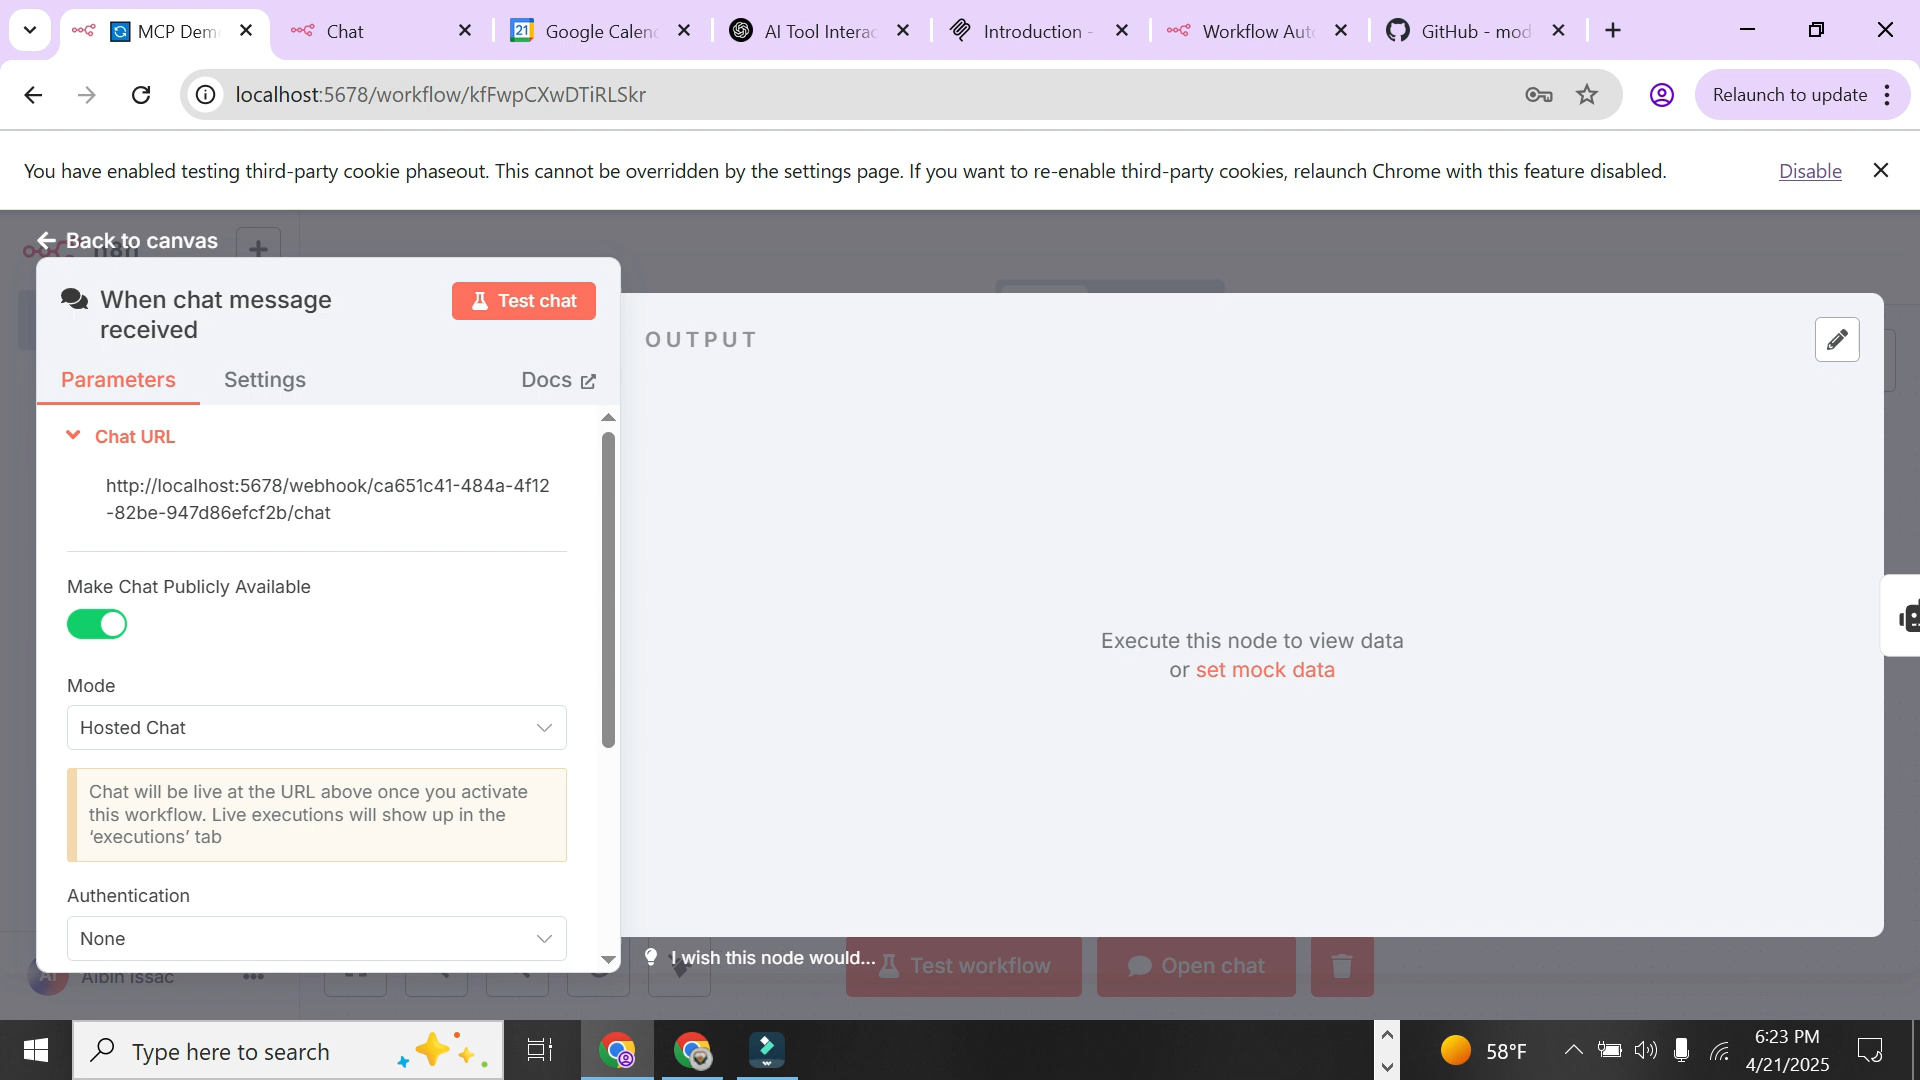 MCP Dem
Chat
21
Google Calen
AI Tool Interac
Introduction -
Workflow Aut
GitHub - mod
localhost:5678/workflow/kfFwpCXwDTiRLSkr
Relaunch to update
You have enabled testing third-party cookie phaseout. This cannot be overridden by the settings page. If you want to re-enable third-party cookies, relaunch Chrome with this feature disabled.
Disable
Back to canvas
n8n
When chat message
received
Test chat
Parameters
Settings
Docs
Chat URL
http://localhost:5678/webhook/ca651c41-484a-4f12
-82be-947d86efcf2b/chat
Make Chat Publicly Available
Mode
Hosted Chat
Chat will be live at the URL above once you activate
this workflow. Live executions will show up in the
‘executions’ tab
Authentication
None
OUTPUT
Execute this node to view data
or set mock data
I wish this node would...
AI
Albin Issac
Test workflow
Open chat
Type here to search
58°F
6:23 PM
4/21/2025